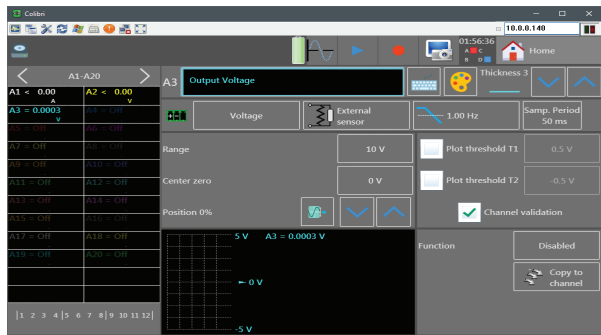 Colibri
10.0.0.140
01:56:36
A C
B D
Home
A1-A20
A3
Output Voltage
Thickness
3
A1 < 0.00
A
A2 < 0.00
V
A3 = 0.0003
V
A4 = Off
A5 = Off
A6 = Off
A7 = Off
A8 = Off
A9 = Off
A10 = Off
A11 = Off
A12 = Off
A13 = Off
A14 = Off
A15 = Off
A16 = Off
A17 = Off
A18 = Off
A19 = Off
A20 = Off
1 2 3 4 5 6 7 8 9 10 11 12
Voltage
External
sensor
1.00 Hz
Samp. Period
50 ms
Range
10 V
Plot threshold T1
0.5 V
Center zero
0 V
Plot threshold T2
-0.5 V
Position 0%
Channel validation
5 V A3 = 0.0003 V
0 V
-5 V
Function
Disabled
Copy to
channel